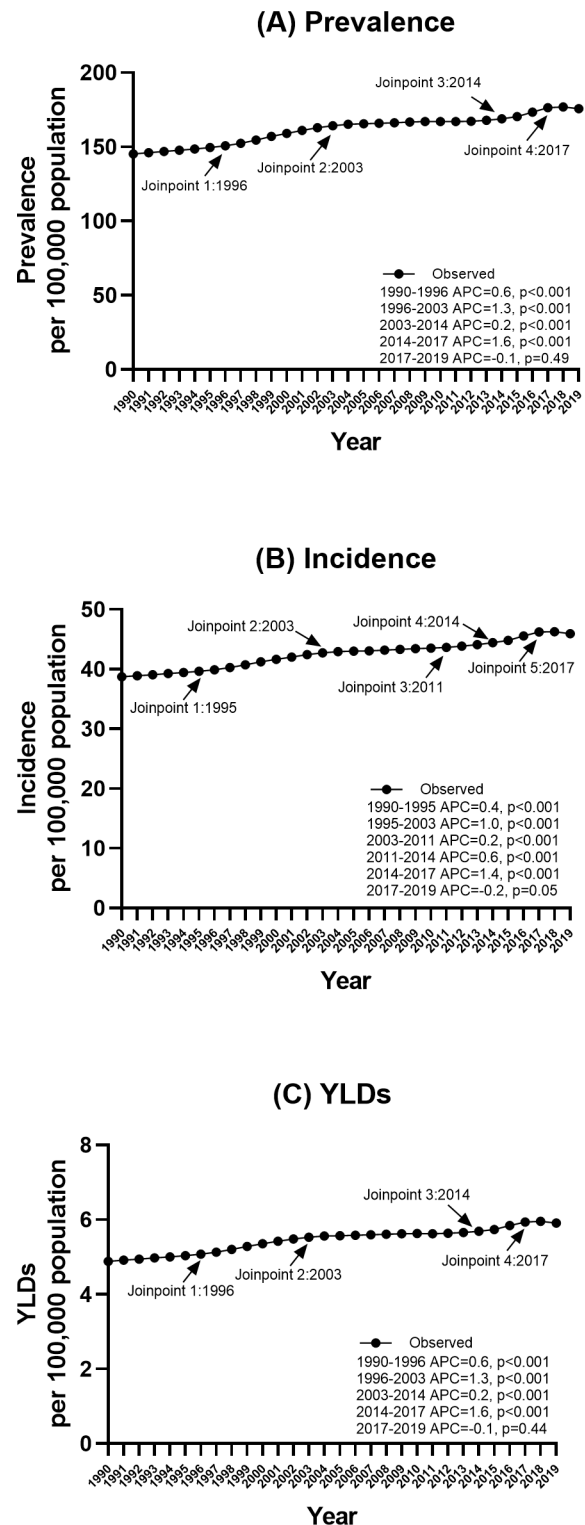 (A) Prevalence
Prevalence
per 100,000 population
200
150
100
50
0
Joinpoint 3:2014
Joinpoint 4:2017
Joinpoint 2:2003
Joinpoint 1:1996
Observed
1990-1996 APC=0.6, p<0.001
1996-2003 APC=1.3, p<0.001
2003-2014 APC=0.2, p<0.001
2014-2017 APC=1.6, p<0.001
2017-2019 APC=-0.1, p=0.49
1990 1991 1992 1993 1994 1995 1996 1997 1998 1999 2000 2001 2002 2003 2004 2005 2006 2007 2008 2009 2010 2011 2012 2013 2014 2015 2016 2017 2018 2019
Year
(B) Incidence
Incidence
per 100,000 population
50
40
30
20
10
0
Joinpoint 2:2003
Joinpoint 4:2014
Joinpoint 5:2017
Joinpoint 3:2011
Joinpoint 1:1995
Observed
1990-1995 APC=0.4, p<0.001
1995-2003 APC=1.0, p<0.001
2003-2011 APC=0.2, p<0.001
2011-2014 APC=0.6, p<0.001
2014-2017 APC=1.4, p<0.001
2017-2019 APC=-0.2, p=0.05
1990 1991 1992 1993 1994 1995 1996 1997 1998 1999 2000 2001 2002 2003 2004 2005 2006 2007 2008 2009 2010 2011 2012 2013 2014 2015 2016 2017 2018 2019
Year
(C) YLDs
YLDs
per 100,000 population
8
6
4
2
0
Joinpoint 3:2014
Joinpoint 4:2017
Joinpoint 2:2003
Joinpoint 1:1996
Observed
1990-1996 APC=0.6, p<0.001
1996-2003 APC=1.3, p<0.001
2003-2014 APC=0.2, p<0.001
2014-2017 APC=1.6, p<0.001
2017-2019 APC=-0.1, p=0.44
1990 1991 1992 1993 1994 1995 1996 1997 1998 1999 2000 2001 2002 2003 2004 2005 2006 2007 2008 2009 2010 2011 2012 2013 2014 2015 2016 2017 2018 2019
Year